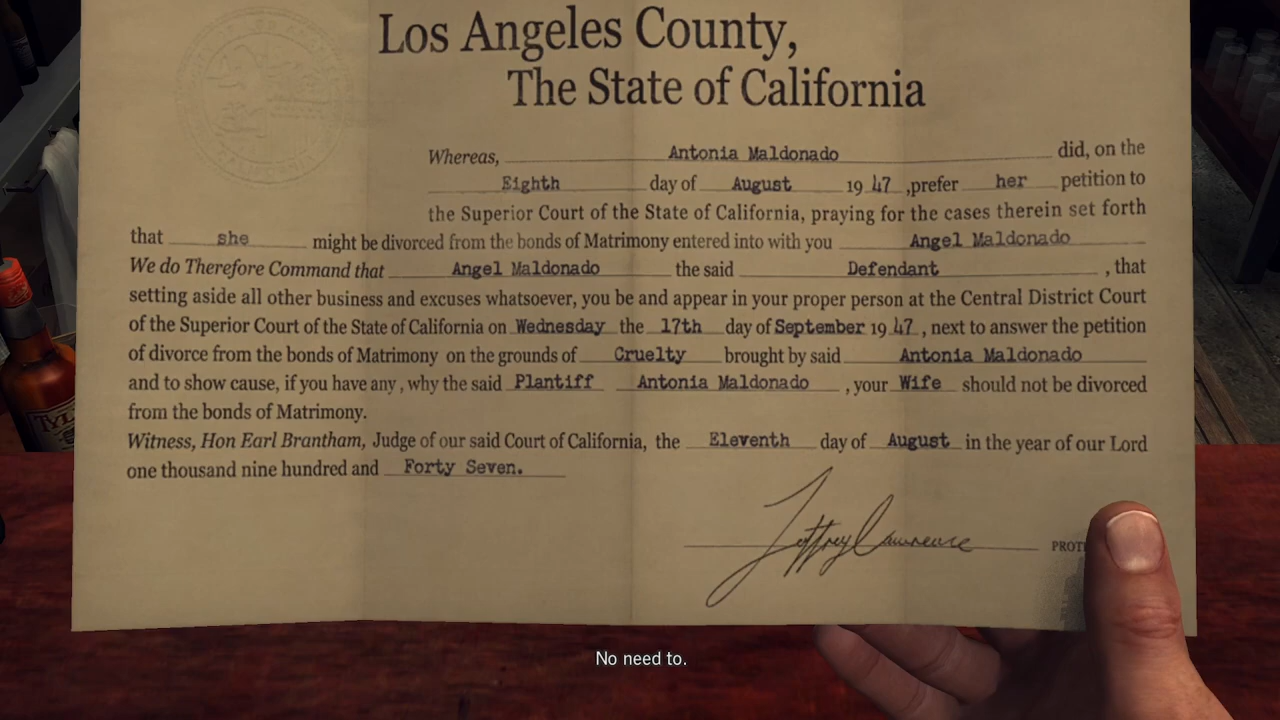 Los Angeles County,
The State of California
Whereas, Antonia Maldonado did, on the
Eighth day of August 19 47 ,prefer her petition to
the Superior Court of the State of California, praying for the cases therein set forth
that she might be divorced from the bonds of Matrimony entered into with you Angel Maldonado
We do Therefore Command that Angel Maldonado the said Defendant , that
setting aside all other business and excuses whatsoever, you be and appear in your proper person at the Central District Court
of the Superior Court of the State of California on Wednesday the 17th day of September 19 47 , next to answer the petition
of divorce from the bonds of Matrimony on the grounds of Cruelty brought by said Antonia Maldonado
and to show cause, if you have any , why the said Plantiff Antonia Maldonado , your Wife should not be divorced
from the bonds of Matrimony.
Witness, Hon Earl Brantham, Judge of our said Court of California, the Eleventh day of August in the year of our Lord
one thousand nine hundred and Forty Seven.
Jeffrey Lawrence
No need to.